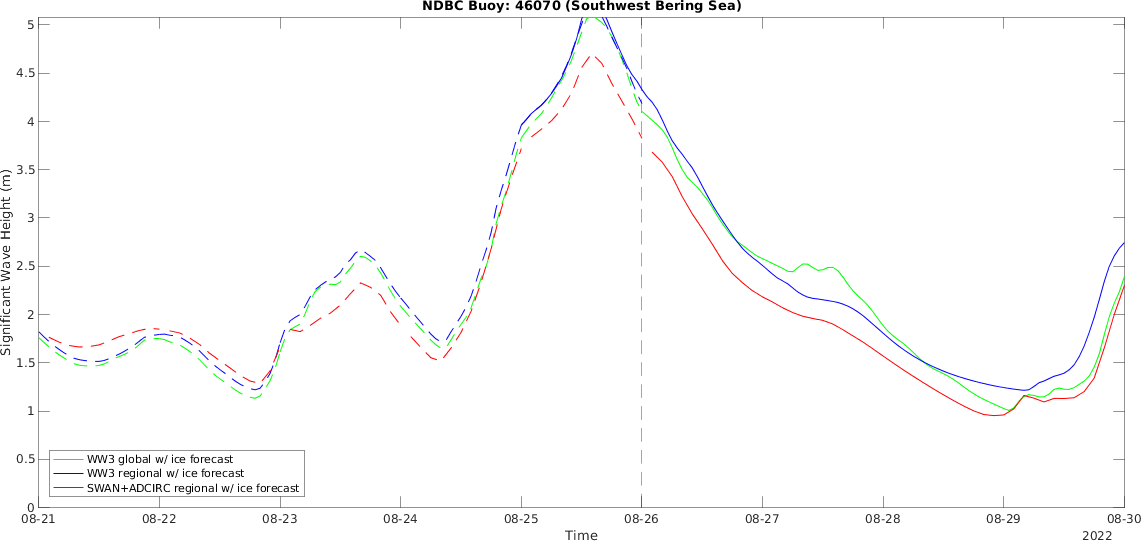 NDBC Buoy: 46070 (Southwest Bering Sea)
5
4.5
4
3.5
3
2.5
2
1.5
1
0.5
0
Significant Wave Height (m)
WW3 global w/ ice forecast
WW3 regional w/ ice forecast
SWAN+ADCIRC regional w/ ice forecast
08-21 08-22 08-23 08-24 08-25 08-26 08-27 08-28 08-29 08-30
Time
2022